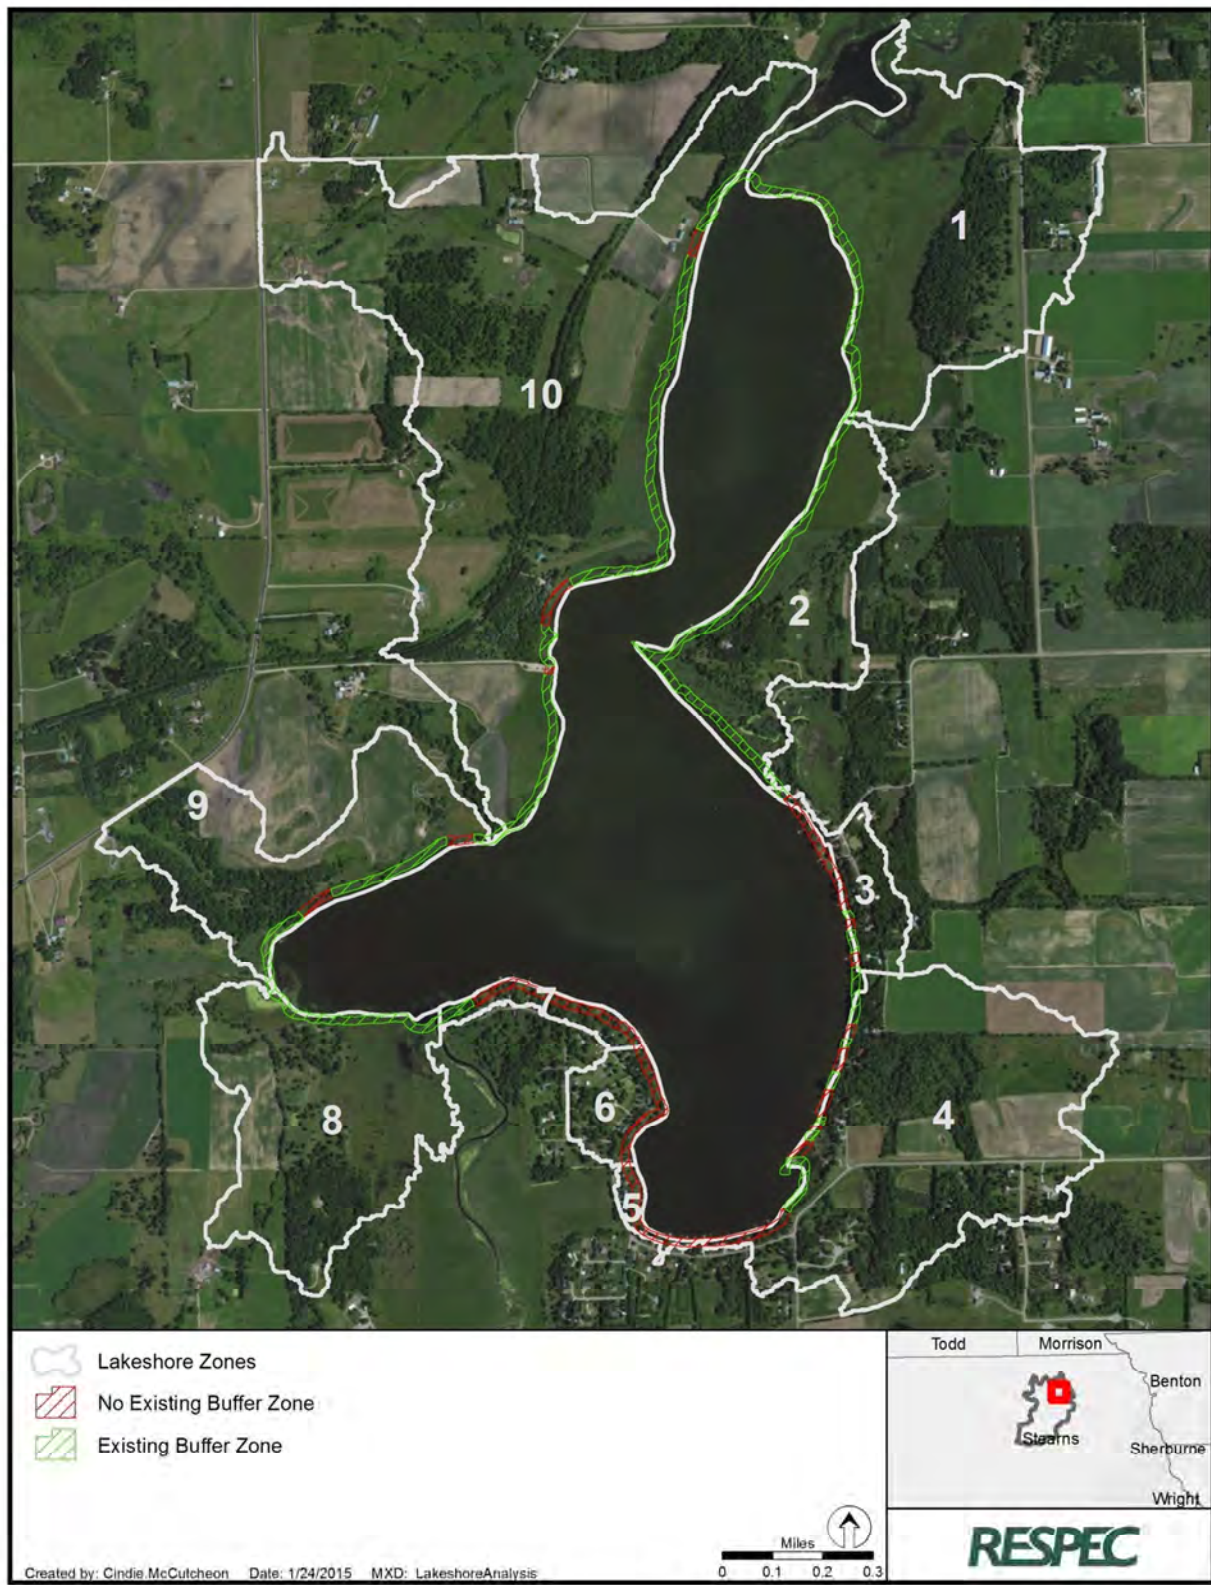 1
10
2
9
3
7
6
8
4
5
Lakeshore Zones
No Existing Buffer Zone
Existing Buffer Zone
Todd
Morrison
Benton
Stearns
Sherburne
Wright
Miles
0 0.1 0.2 0.3
RESPEC
Created by: Cindie.McCutcheon Date: 1/24/2015 MXD: LakeshoreAnalysis